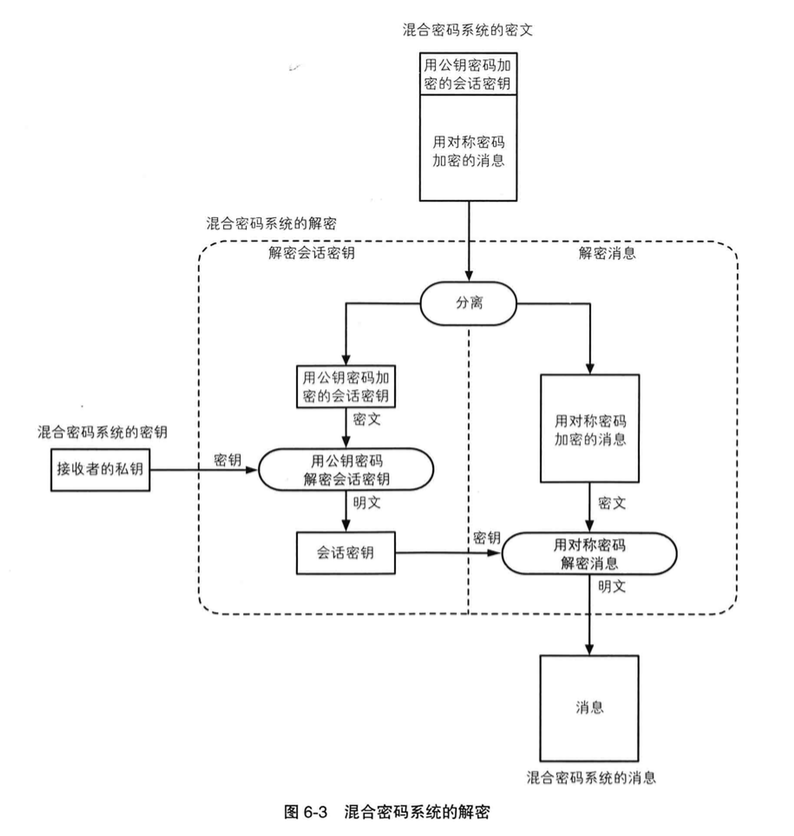 混合密码系统的密文
用公钥密码加
密的会话密钥
用对称密码
加密的消息
混合密码系统的解密
解密会话密钥
解密消息
分离
用公钥密码加
密的会话密钥
密文
用对称密码
加密的消息
混合密码系统的密钥
接收者的私钥
密钥
用公钥密码
解密会话密钥
明文
密文
会话密钥
密钥
用对称密码
解密消息
明文
消息
混合密码系统的消息
图 6-3 混合密码系统的解密